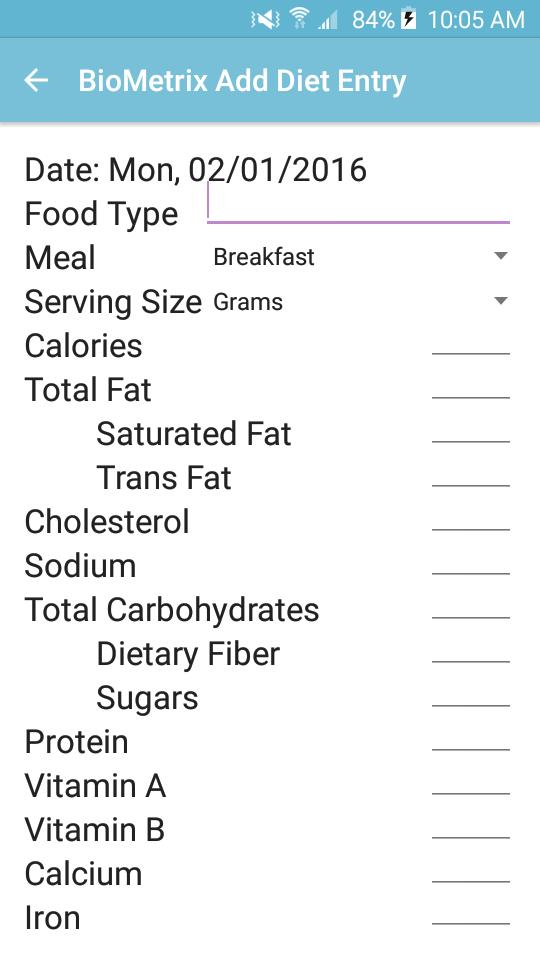 84% 10:05 AM
BioMetrix Add Diet Entry
Date: Mon, 02/01/2016
Food Type
Meal Breakfast
Serving Size Grams
Calories
Total Fat
Saturated Fat
Trans Fat
Cholesterol
Sodium
Total Carbohydrates
Dietary Fiber
Sugars
Protein
Vitamin A
Vitamin B
Calcium
Iron